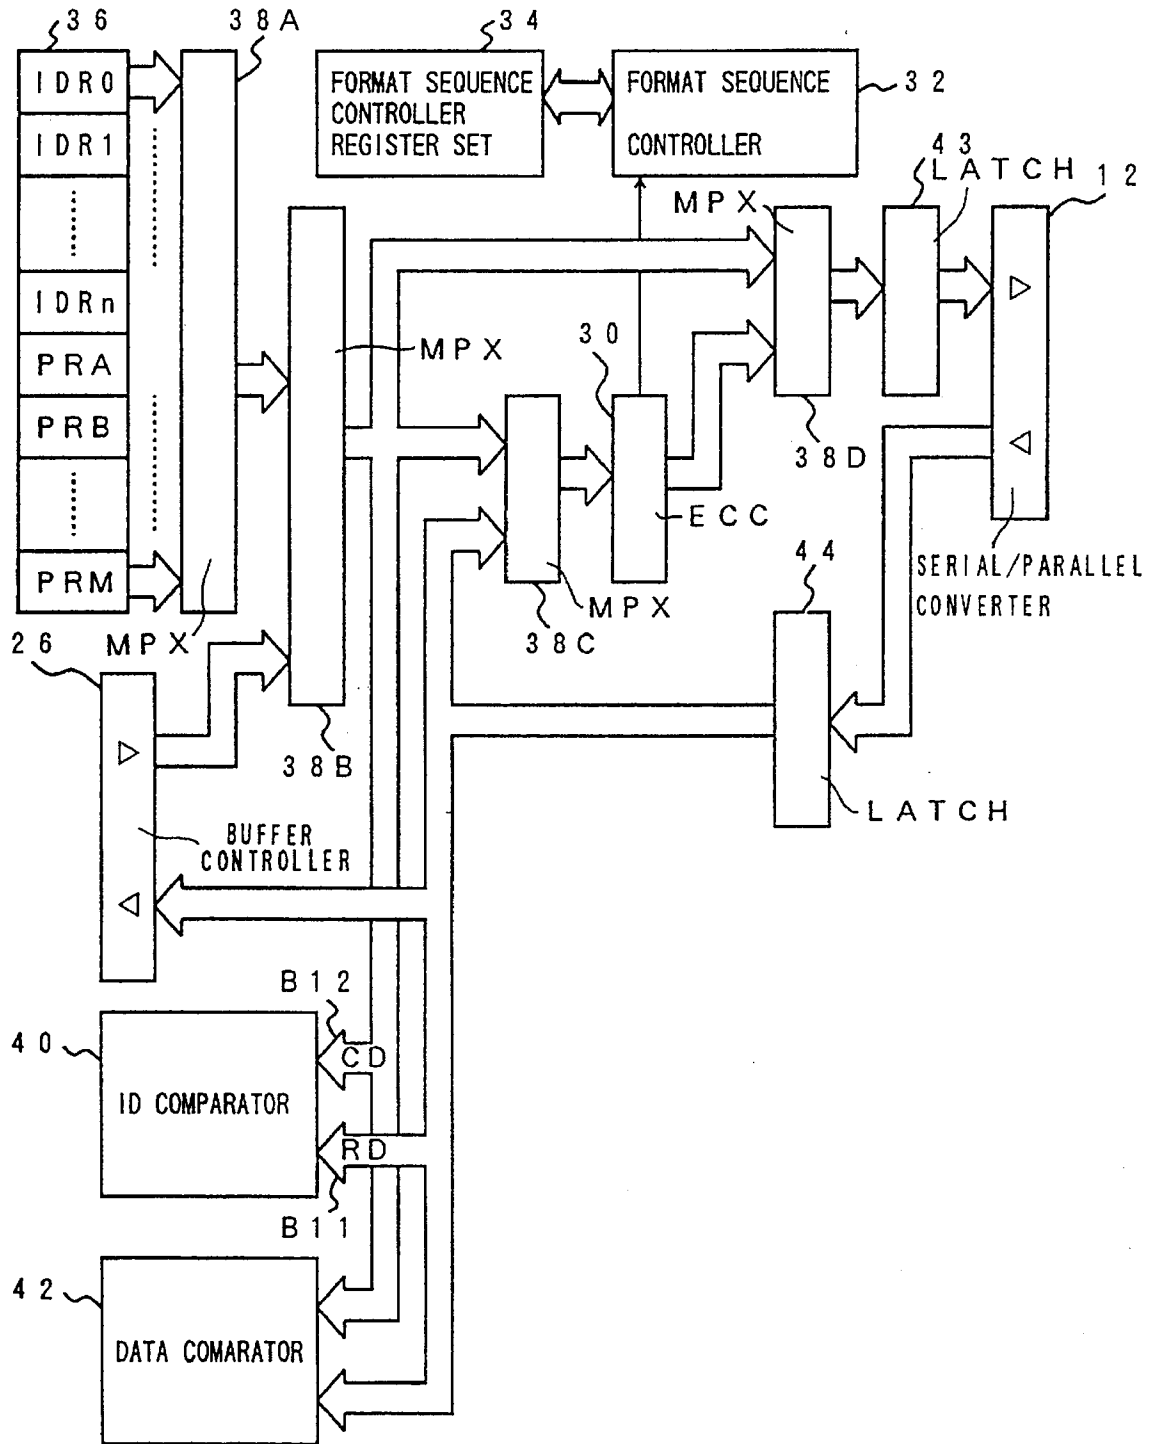 36
38A
34
32
IDR0
IDR1
IDRn
PRA
PRB
PRM
FORMAT SEQUENCE
CONTROLLER
REGISTER SET
FORMAT SEQUENCE
CONTROLLER
43
LATCH
12
MPX
MPX
30
38D
ECC
44
SERIAL/PARALLEL
CONVERTER
MPX
38C
MPX
26
38B
LATCH
BUFFER
CONTROLLER
B12
40
CD
ID COMPARATOR
RD
B11
42
DATA COMARATOR